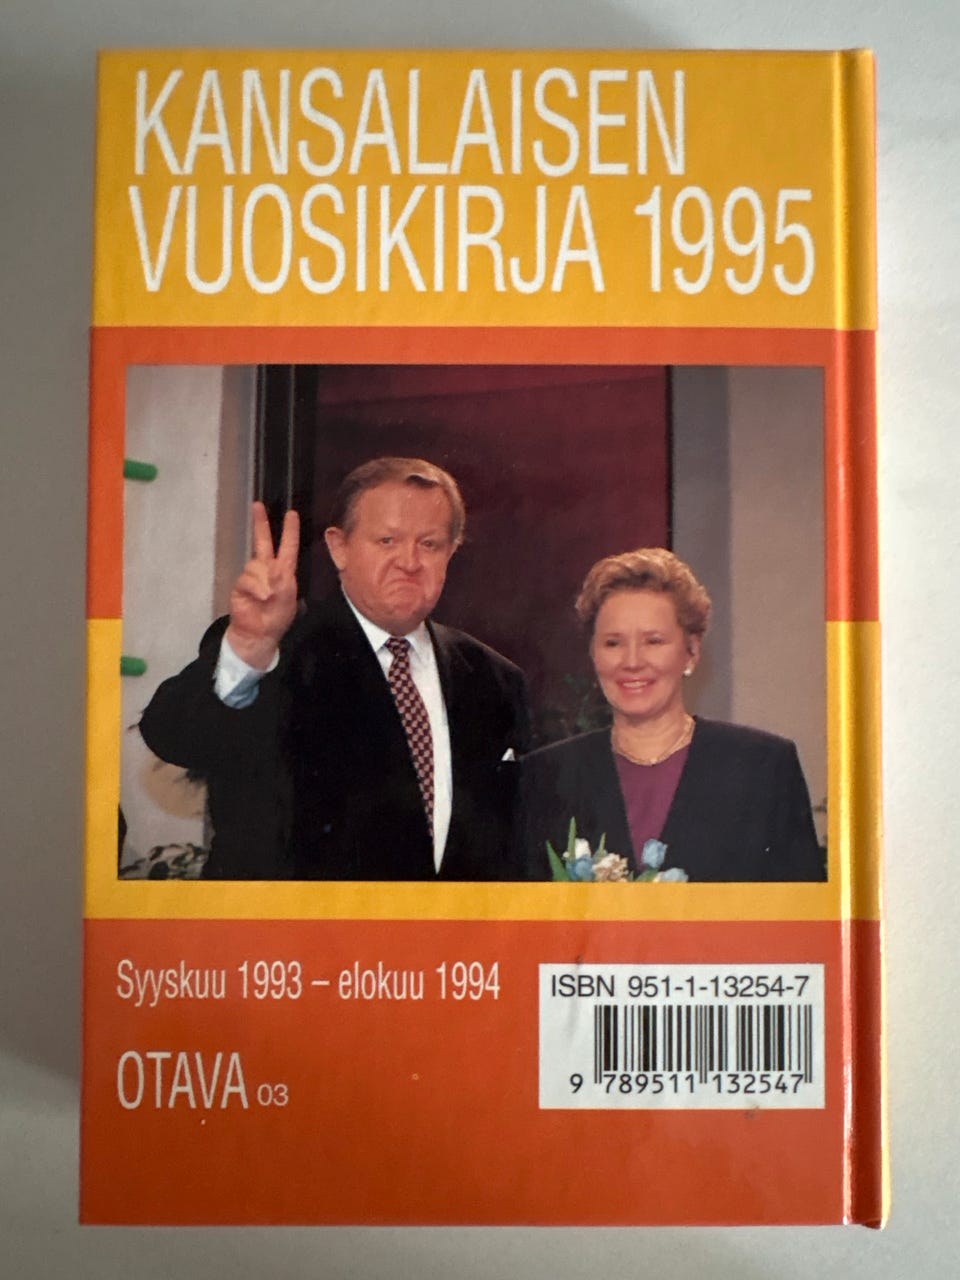 KANSALAISEN
VUOSIKIRJA 1995
Syyskuu 1993 – elokuu 1994
OTAVA 03
ISBN 951-1-13254-7
9 789511 132547